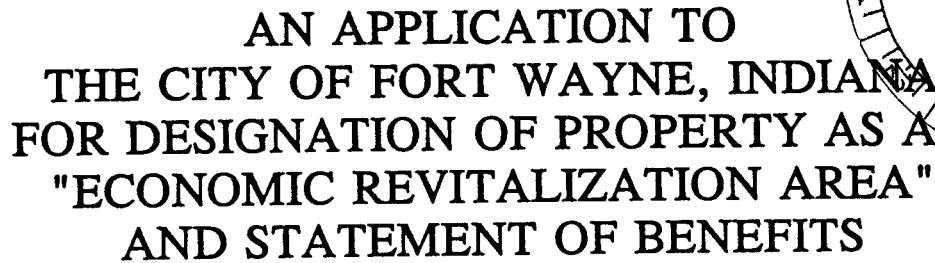 AN APPLICATION TO
THE CITY OF FORT WAYNE, INDIANA
FOR DESIGNATION OF PROPERTY AS A
"ECONOMIC REVITALIZATION AREA"
AND STATEMENT OF BENEFITS